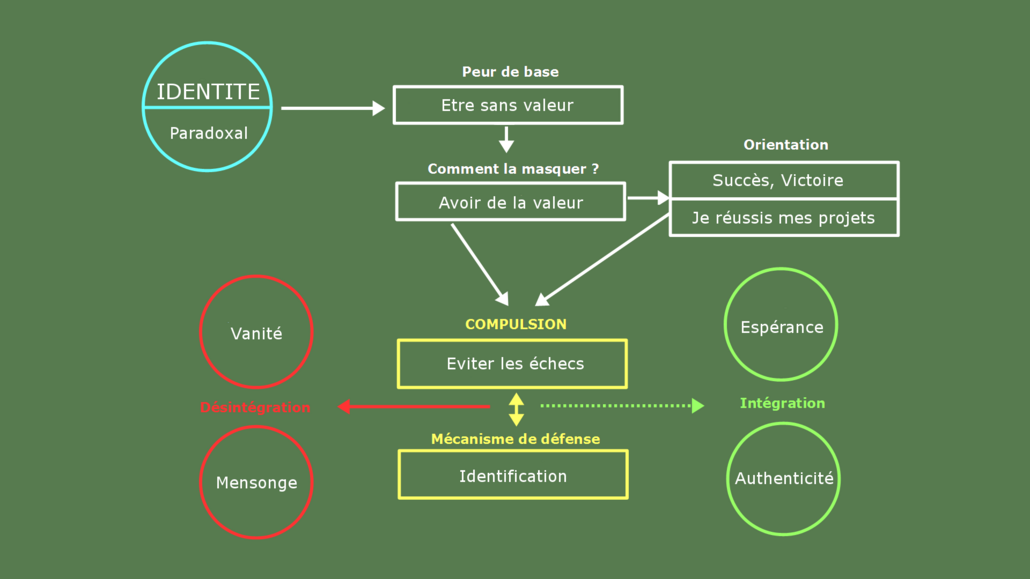 IDENTITE
Paradoxal
Peur de base
Etre sans valeur
Comment la masquer ?
Avoir de la valeur
Orientation
Succès, Victoire
Je réussis mes projets
COMPULSION
Eviter les échecs
Vanité
Désintégration
Mensonge
Mécanisme de défense
Identification
Espérance
Intégration
Authenticité